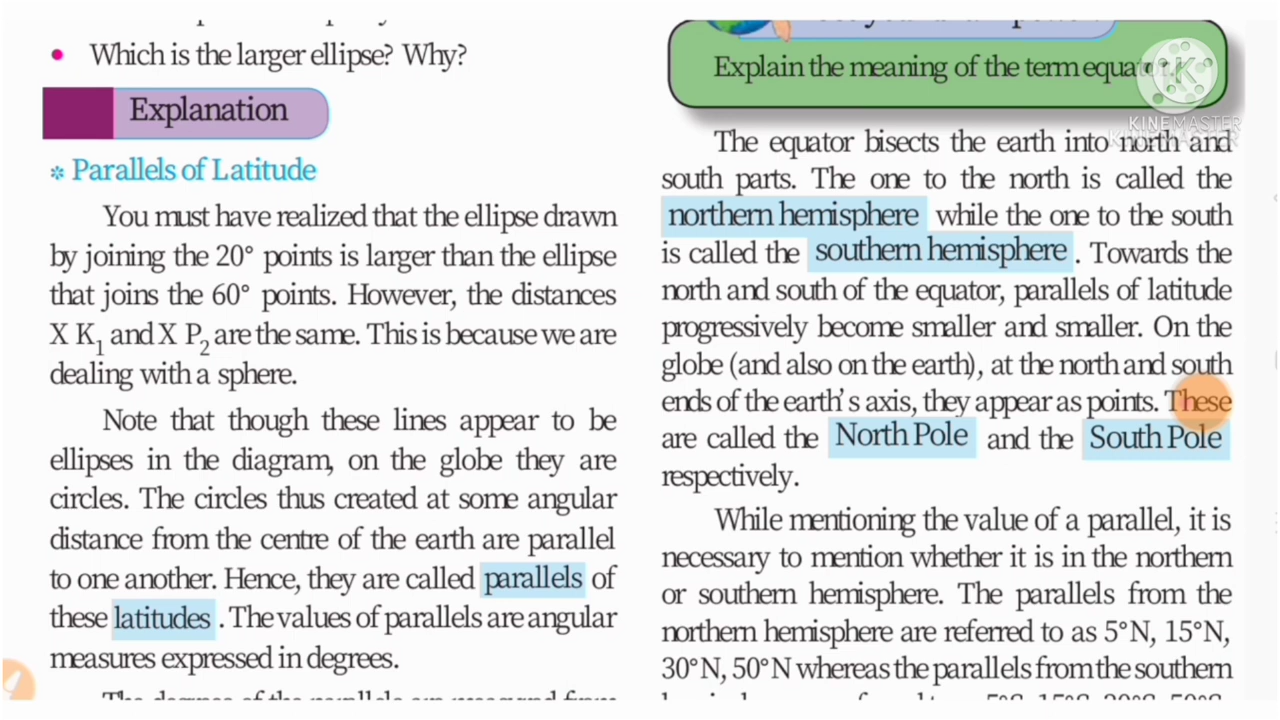 Which is the larger ellipse? Why?
Explanation
* Parallels of Latitude
You must have realized that the ellipse drawn
by joining the 20° points is larger than the ellipse
that joins the 60° points. However, the distances
X K1 and X P2 are the same. This is because we are
dealing with a sphere.
Note that though these lines appear to be
ellipses in the diagram, on the globe they are
circles. The circles thus created at some angular
distance from the centre of the earth are parallel
to one another. Hence, they are called parallels of
these latitudes. The values of parallels are angular
measures expressed in degrees.
Explain the meaning of the term equator.
KINEMASTER
KINEMASTER
The equator bisects the earth into north and
south parts. The one to the north is called the
northern hemisphere while the one to the south
is called the southern hemisphere. Towards the
north and south of the equator, parallels of latitude
progressively become smaller and smaller. On the
globe (and also on the earth), at the north and south
ends of the earth's axis, they appear as points. These
are called the North Pole and the South Pole
respectively.
While mentioning the value of a parallel, it is
necessary to mention whether it is in the northern
or southern hemisphere. The parallels from the
northern hemisphere are referred to as 5°N, 15°N,
30°N, 50°N whereas the parallels from the southern